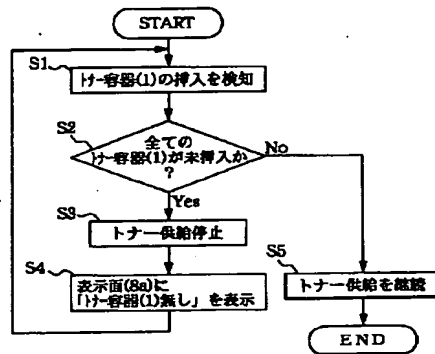 START
S1
トナー容器(1)の挿入を検知
S2
全ての
トナー容器(1)が未挿入か
?
No
Yes
S3
トナー供給停止
S4
表示面(8a)に
「トナー容器(1)無し」を表示
S5
トナー供給を継続
END